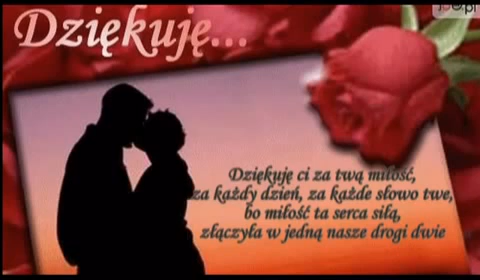 Dziękuję...
Dziękuję ci za twą miłość,
za każdy dzień, za każde słowo twe,
bo miłość ta serca siłą,
złączyła w jedną nasze drogi dwie